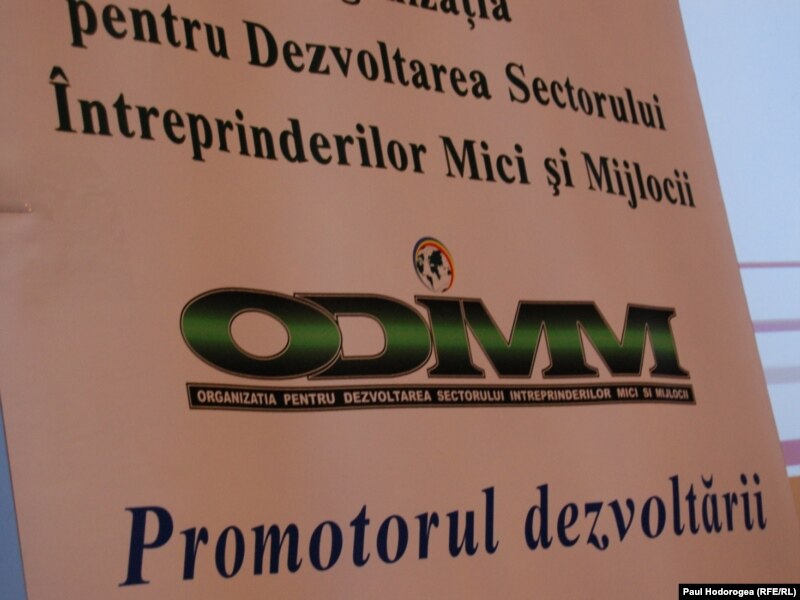 pentru Dezvoltarea Sectorului
Întreprinderilor Mici şi Mijlocii
ODIMM
ORGANIZATIA PENTRU DEZVOLTAREA SECTORULUI INTREPRINDERILOR MICI SI MIJLOCII
Promotorul dezvoltării
Paul Hodorogea (RFE/RL)